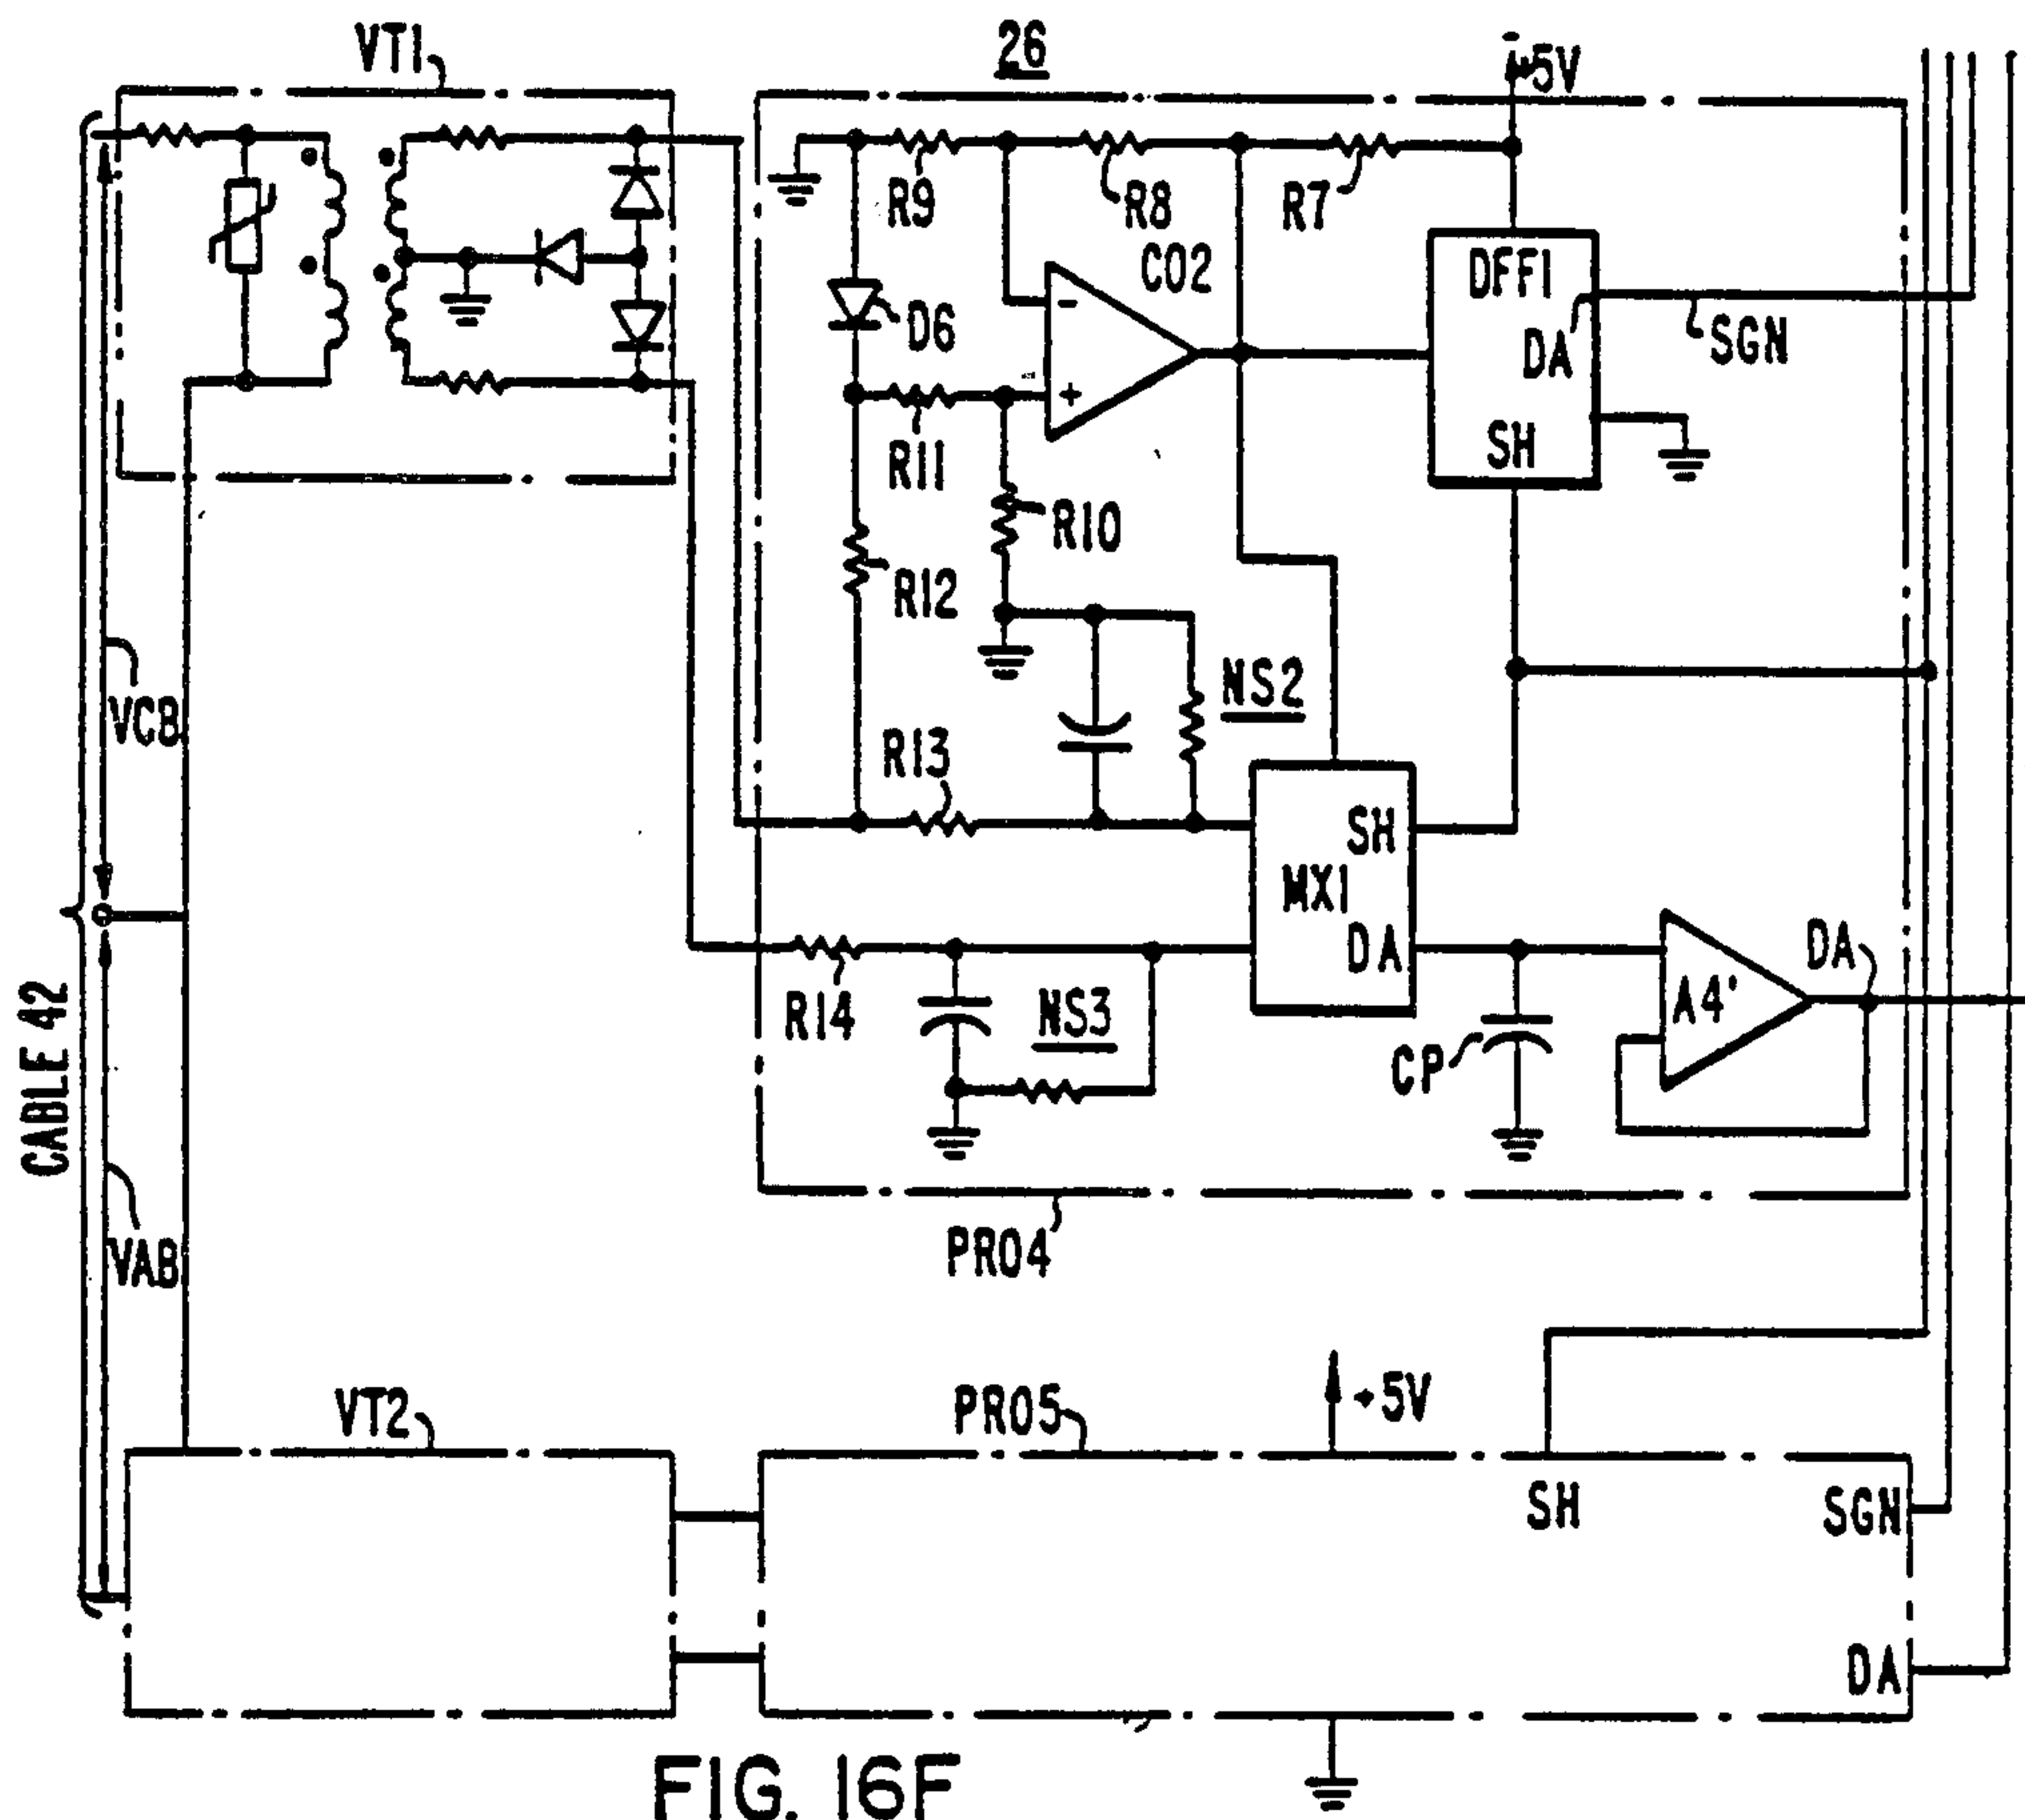 VT1
26
+5V
R9
R8
R7
CO2
DFF1
D6
DA
SGN
SH
R11
R10
R12
NS2
VCB
R13
SH
MX1
DA
DA
A4'
R14
NS3
CP
CABLE 42
VAB
PRO4
VT2
PRO5
+5V
SH
SGN
DA
-
+
FIG. 16F